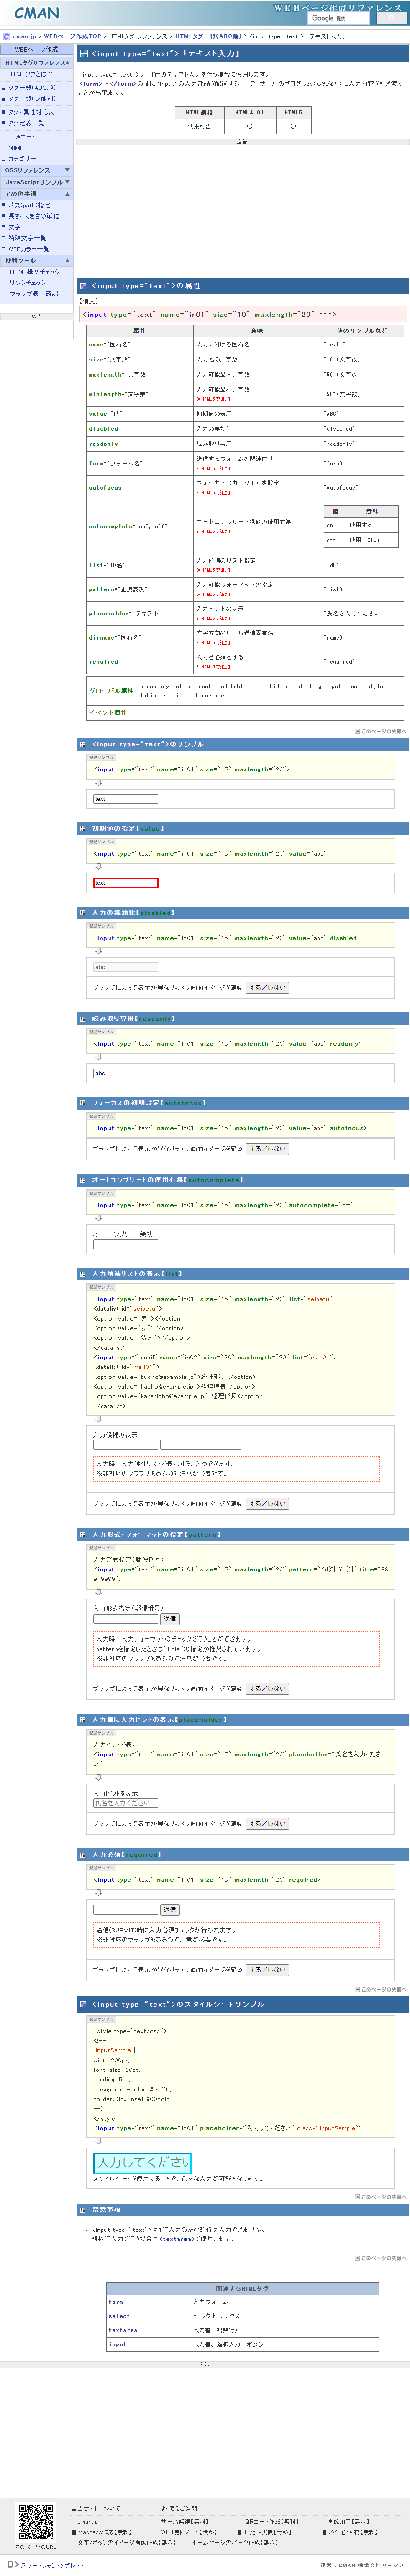 CMAN
WEBページ作成リファレンス
Google 提供
cman.jp > WEBページ作成TOP > HTMLタグ・リファレンス > HTMLタグ一覧(ABC順) > <input type="text">「テキスト入力」
WEBページ作成
HTMLタグリファレンス▲
HTMLタグとは?
タグ一覧(ABC順)
タグ一覧(機能別)
タグ・属性対応表
タグ定義一覧
言語コード
MIME
カテゴリー
CSSリファレンス ▼
JavaScriptサンプル ▼
その他共通 ▲
パス(path)指定
長さ・大きさの単位
文字コード
特殊文字一覧
WEBカラー一覧
便利ツール ▲
HTML構文チェック
リンクチェック
ブラウザ表示確認
広告
<input type="text">「テキスト入力」
<input type="text">は、1行のテキスト入力を行う場合に使用します。
<form>~</form>の間に<input>の入力部品を配置することで、サーバのプログラム(CGIなど)に入力内容を引き渡すことが出来ます。
HTML規格 HTML4.01 HTML5
使用可否 ○ ○
広告
<input type="text">の属性
【構文】
<input type="text" name="in01" size="10" maxlength="20" ･･･>
属性 意味 値のサンプルなど
name="固有名" 入力に付ける固有名 "text1"
size="文字数" 入力幅の文字数 "10"(文字数)
maxlength="文字数" 入力可能最大文字数 "50"(文字数)
minlength="文字数" 入力可能最小文字数 ※HTML5で追加 "50"(文字数)
value="値" 初期値の表示 "ABC"
disabled 入力の無効化 "disabled"
readonly 読み取り専用 "readonly"
form="フォーム名" 送信するフォームの関連付け ※HTML5で追加 "form01"
autofocus フォーカス(カーソル)を設定 ※HTML5で追加 "autofocus"
autocomplete="on","off" オートコンプリート機能の使用有無 ※HTML5で追加
値 意味
on 使用する
off 使用しない
list="ID名" 入力候補のリスト指定 ※HTML5で追加 "id01"
pattern="正規表現" 入力可能フォーマットの指定 ※HTML5で追加 "list01"
placeholder="テキスト" 入力ヒントの表示 ※HTML5で追加 "氏名を入力ください"
dirname="固有名" 文字方向のサーバ送信固有名 ※HTML5で追加 "name01"
required 入力を必須とする ※HTML5で追加 "required"
グローバル属性 accesskey class contenteditable dir hidden id lang spellcheck style tabindex title translate
イベント属性
このページの先頭へ
<input type="text">のサンプル
記述サンプル
<input type="text" name="in01" size="15" maxlength="20">
text
初期値の指定【value】
記述サンプル
<input type="text" name="in01" size="15" maxlength="20" value="abc">
text
入力の無効化【disabled】
記述サンプル
<input type="text" name="in01" size="15" maxlength="20" value="abc" disabled>
abc
ブラウザによって表示が異なります。画面イメージを確認 する/しない
読み取り専用【readonly】
記述サンプル
<input type="text" name="in01" size="15" maxlength="20" value="abc" readonly>
abc
フォーカスの初期設定【autofocus】
記述サンプル
<input type="text" name="in01" size="15" maxlength="20" value="abc" autofocus>
ブラウザによって表示が異なります。画面イメージを確認 する/しない
オートコンプリートの使用有無【autocomplete】
記述サンプル
<input type="text" name="in01" size="15" maxlength="20" autocomplete="off">
オートコンプリート無効
入力候補リストの表示【list】
記述サンプル
<input type="text" name="in01" size="15" maxlength="20" list="seibetu">
<datalist id="seibetu">
<option value="男"></option>
<option value="女"></option>
<option value="法人"></option>
</datalist>
<input type="email" name="in02" size="20" maxlength="20" list="mail01">
<datalist id="mail01">
<option value="bucho@example.jp">経理部長</option>
<option value="kacho@example.jp">経理課長</option>
<option value="kakaricho@example.jp">経理係長</option>
</datalist>
入力候補の表示
入力時に入力候補リストを表示することができます。
※非対応のブラウザもあるので注意が必要です。
ブラウザによって表示が異なります。画面イメージを確認 する/しない
入力形式・フォーマットの指定【pattern】
記述サンプル
入力形式指定(郵便番号)
<input type="text" name="in01" size="15" maxlength="20" pattern="\d{3}-\d{4}" title="999-9999">
入力形式指定(郵便番号)
送信
入力時に入力フォーマットのチェックを行うことができます。
patternを指定したときは"title"の指定が推奨されています。
※非対応のブラウザもあるので注意が必要です。
ブラウザによって表示が異なります。画面イメージを確認 する/しない
入力欄に入力ヒントの表示【placeholder】
記述サンプル
入力ヒントを表示
<input type="text" name="in01" size="15" maxlength="20" placeholder="氏名を入力ください">
入力ヒントを表示
氏名を入力ください
ブラウザによって表示が異なります。画面イメージを確認 する/しない
入力必須【required】
記述サンプル
<input type="text" name="in01" size="15" maxlength="20" required>
送信
送信(SUBMIT)時に入力必須チェックが行われます。
※非対応のブラウザもあるので注意が必要です。
ブラウザによって表示が異なります。画面イメージを確認 する/しない
このページの先頭へ
<input type="text">のスタイルシートサンプル
記述サンプル
<style type="text/css">
<!--
.inputSample {
width:200px;
font-size: 20pt;
padding: 5px;
background-color: #ccffff;
border: 3px inset #00ccff;
-->
</style>
<input type="text" name="in01" placeholder="入力してください" class="inputSample">
入力してください
スタイルシートを使用することで、色々な入力が可能となります。
このページの先頭へ
留意事項
・ <input type="text">は1行入力のため改行は入力できません。
複数行入力を行う場合は<textarea>を使用します。
このページの先頭へ
関連するHTMLタグ
form 入力フォーム
select セレクトボックス
textarea 入力欄(複数行)
input 入力欄、選択入力、ボタン
広告
このページのURL
当サイトについて よくあるご質問
cman.jp サーバ監視【無料】 QRコード作成【無料】 画像加工【無料】
htaccess作成【無料】 WEB便利ノート【無料】 IT比較実験【無料】 アイコン素材【無料】
文字/ボタンのイメージ画像作成【無料】 ホームページのパーツ作成【無料】
スマートフォン・タブレット
運営:CMAN 株式会社シーマン